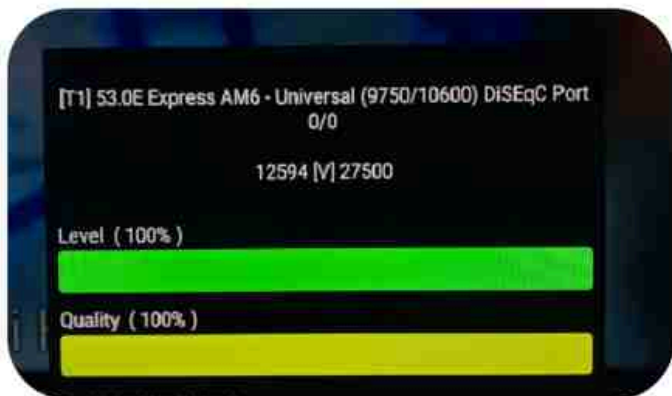 [T1] 53.0E Express AM6 - Universal (9750/10600) DiSEqC Port
0/0
12594 [V] 27500
Level ( 100% )
Quality ( 100% )